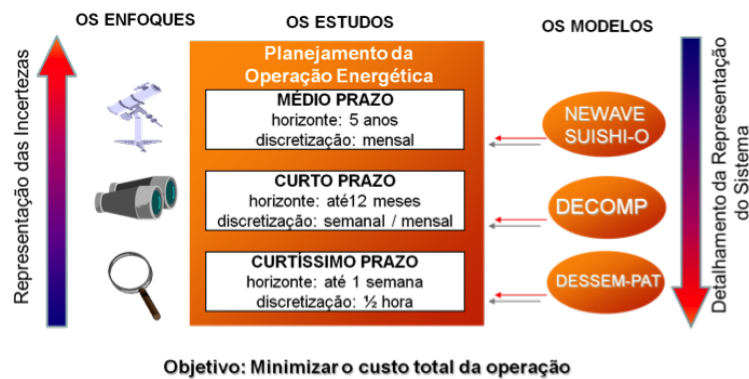 OS ENFOQUES
OS ESTUDOS
OS MODELOS
Representação das Incertezas
Planejamento da
Operação Energética
MÉDIO PRAZO
horizonte: 5 anos
discretização: mensal
NEWAVE
SUISHI-O
CURTO PRAZO
horizonte: até12 meses
discretização: semanal / mensal
DECOMP
CURTÍSSIMO PRAZO
horizonte: até 1 semana
discretização: ½ hora
DESSEM-PAT
Detalhamento da Representação
do Sistema
Objetivo: Minimizar o custo total da operação